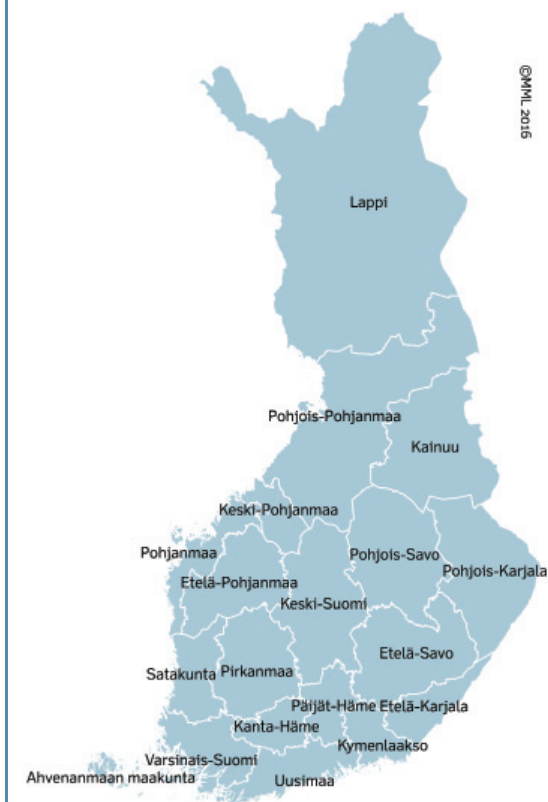 ©MML 2016
Lappi
Pohjois-Pohjanmaa
Kainuu
Keski-Pohjanmaa
Pohjanmaa
Pohjois-Savo
Pohjois-Karjala
Etelä-Pohjanmaa
Keski-Suomi
Etelä-Savo
Satakunta
Pirkanmaa
Päijät-Häme
Etelä-Karjala
Kanta-Häme
Kymenlaakso
Varsinais-Suomi
Ahvenanmaan maakunta
Uusimaa